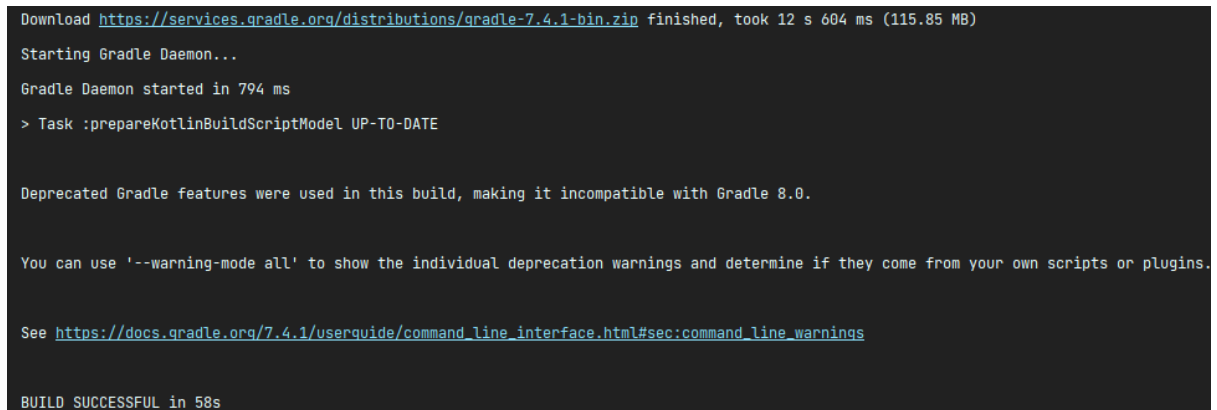 Download https://services.gradle.org/distributions/gradle-7.4.1-bin.zip finished, took 12 s 604 ms (115.85 MB)
Starting Gradle Daemon...
Gradle Daemon started in 794 ms
> Task :prepareKotlinBuildScriptModel UP-TO-DATE
Deprecated Gradle features were used in this build, making it incompatible with Gradle 8.0.
You can use '--warning-mode all' to show the individual deprecation warnings and determine if they come from your own scripts or plugins.
See https://docs.gradle.org/7.4.1/userguide/command_line_interface.html#sec:command_line_warnings
BUILD SUCCESSFUL in 58s